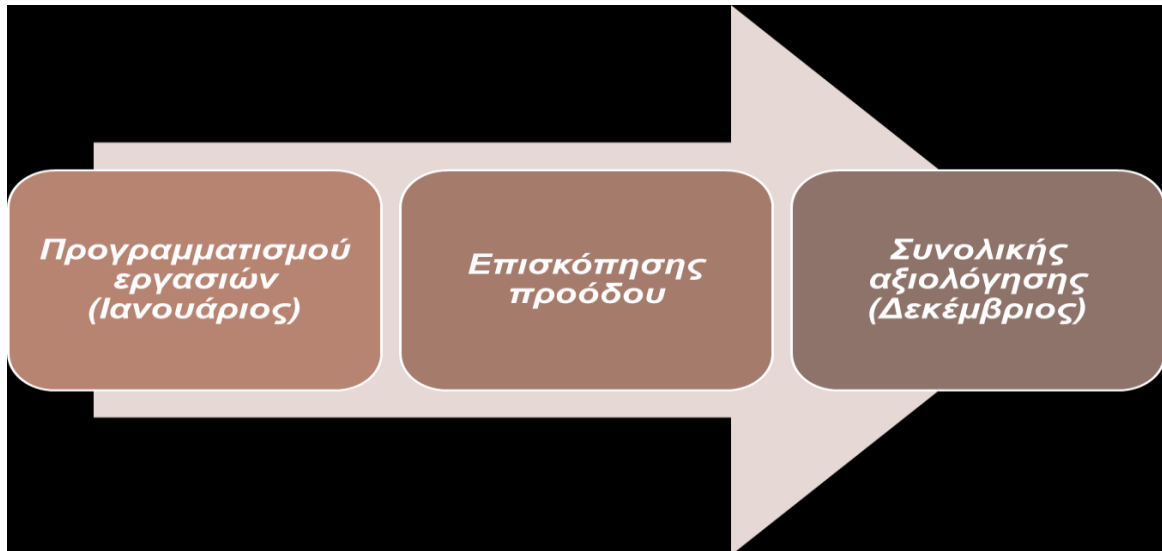 Προγραμματισμού
εργασιών
(Ιανουάριος)
Επισκόπησης
προόδου
Συνολικής
αξιολόγησης
(Δεκέμβριος)